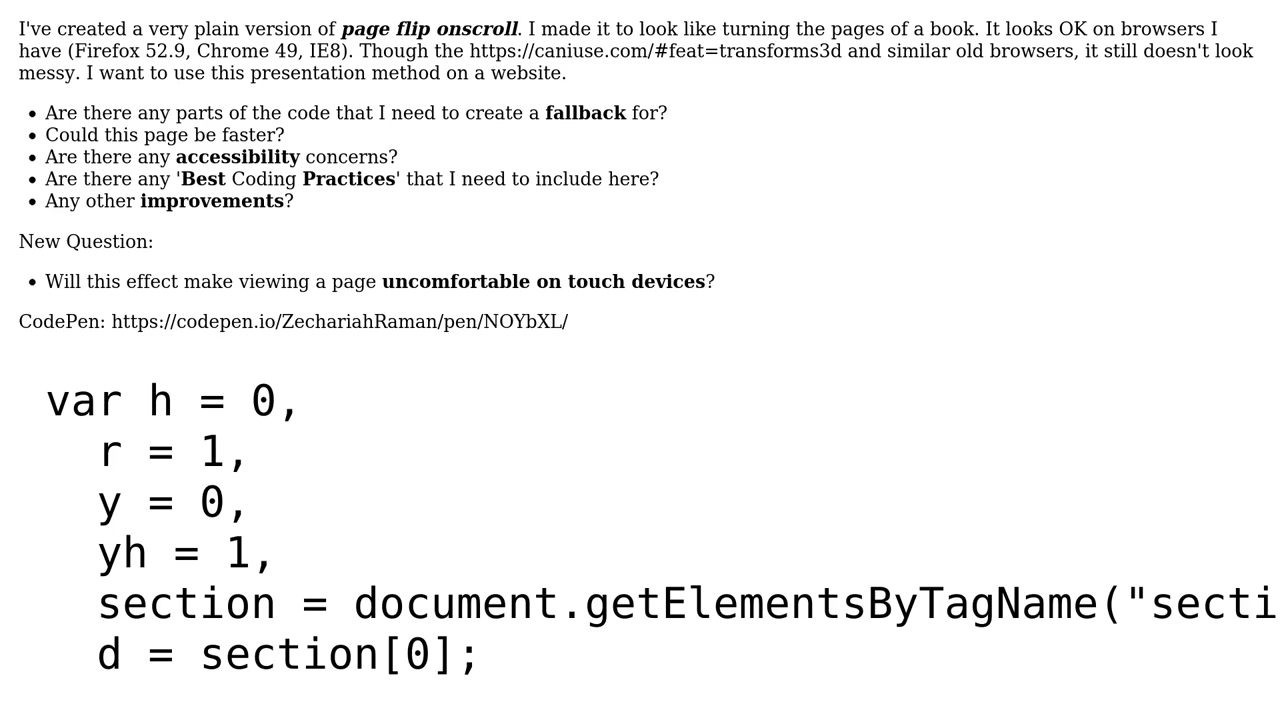 I've created a very plain version of page flip onscroll. I made it to look like turning the pages of a book. It looks OK on browsers I
have (Firefox 52.9, Chrome 49, IE8). Though the https://caniuse.com/#feat=transforms3d and similar old browsers, it still doesn't look
messy. I want to use this presentation method on a website.
• Are there any parts of the code that I need to create a fallback for?
• Could this page be faster?
• Are there any accessibility concerns?
• Are there any 'Best Coding Practices' that I need to include here?
• Any other improvements?
New Question:
• Will this effect make viewing a page uncomfortable on touch devices?
CodePen: https://codepen.io/ZechariahRaman/pen/NOYbXL/
var h = 0,
  r = 1,
  y = 0,
  yh = 1,
  section = document.getElementsByTagName("secti
  d = section[0];